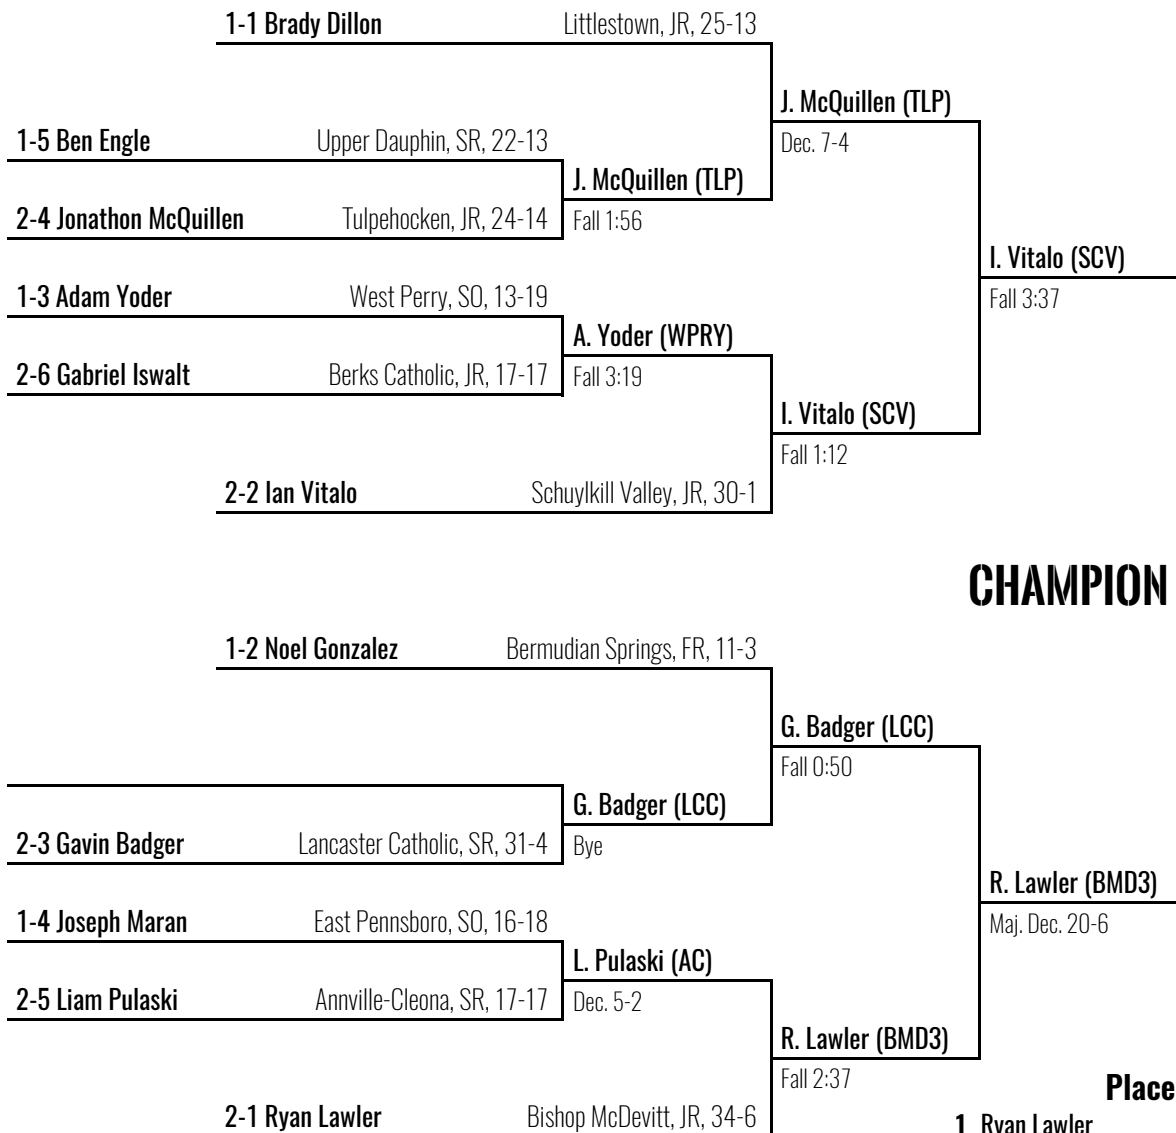 1-1 Brady Dillon Littlestown, JR, 25-13
J. McQuillen (TLP)
1-5 Ben Engle Upper Dauphin, SR, 22-13
Dec. 7-4
J. McQuillen (TLP)
2-4 Jonathon McQuillen Tulpehocken, JR, 24-14
Fall 1:56
I. Vitalo (SCV)
1-3 Adam Yoder West Perry, SO, 13-19
Fall 3:37
A. Yoder (WPRY)
2-6 Gabriel Iswalt Berks Catholic, JR, 17-17
Fall 3:19
I. Vitalo (SCV)
Fall 1:12
2-2 Ian Vitalo Schuylkill Valley, JR, 30-1
CHAMPION
1-2 Noel Gonzalez Bermudian Springs, FR, 11-3
G. Badger (LCC)
Fall 0:50
G. Badger (LCC)
2-3 Gavin Badger Lancaster Catholic, SR, 31-4
Bye
R. Lawler (BMD3)
1-4 Joseph Maran East Pennsboro, SO, 16-18
Maj. Dec. 20-6
L. Pulaski (AC)
2-5 Liam Pulaski Annville-Cleona, SR, 17-17
Dec. 5-2
R. Lawler (BMD3)
Fall 2:37
Place
2-1 Ryan Lawler Bishop McDevitt, JR, 34-6
1 Ryan Lawler